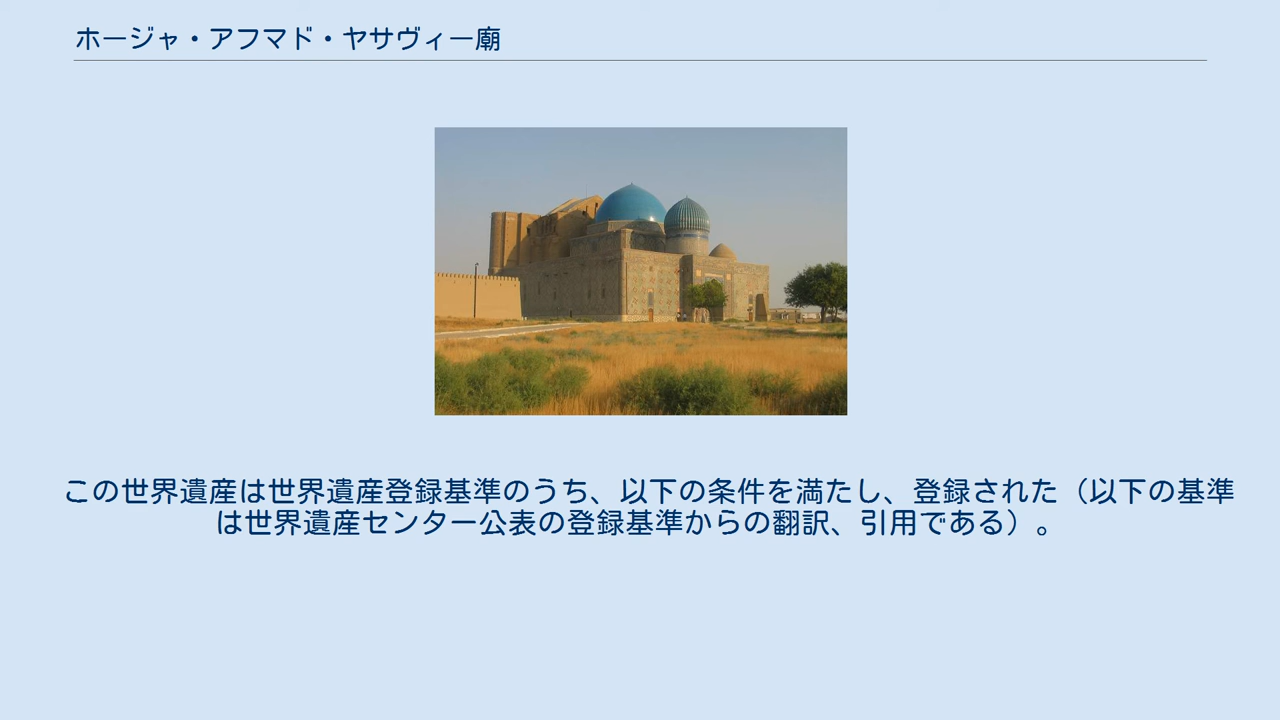 ホージャ・アフマド・ヤサヴィー廟
この世界遺産は世界遺産登録基準のうち、以下の条件を満たし、登録された（以下の基準
は世界遺産センター公表の登録基準からの翻訳、引用である）。